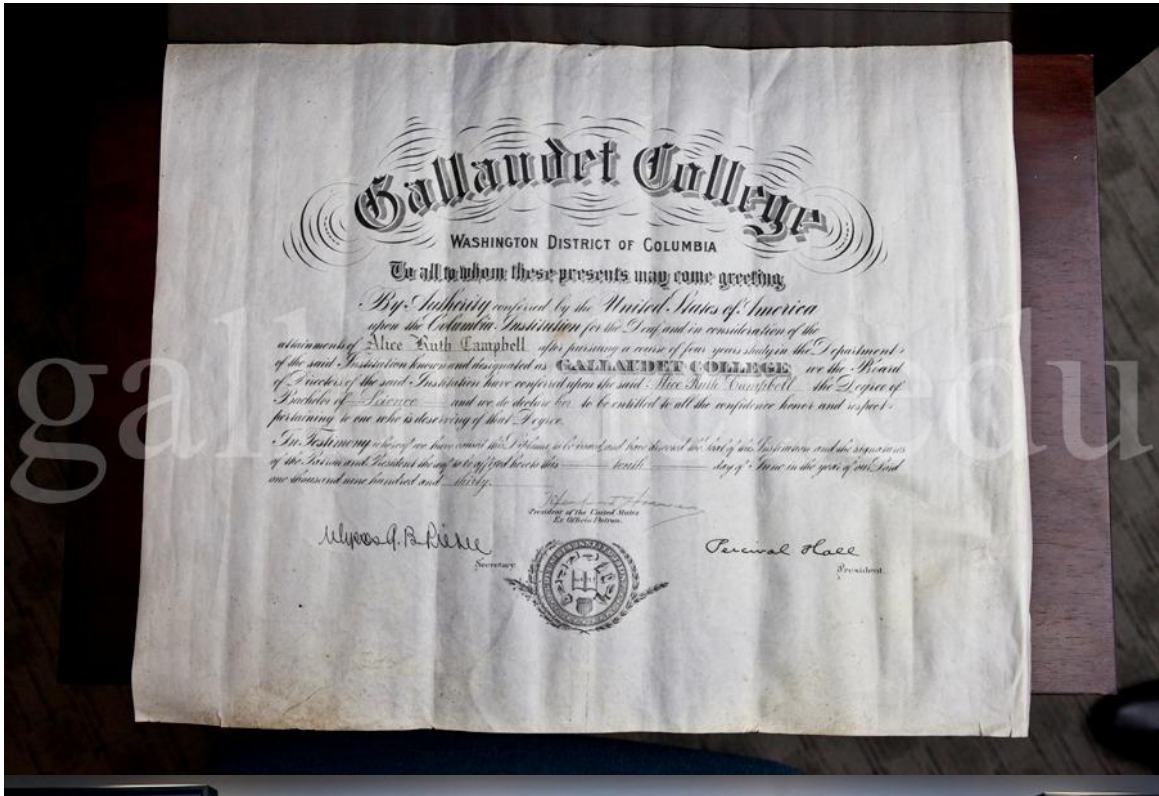 Gallaudet College
WASHINGTON DISTRICT OF COLUMBIA
To all to whom these presents may come greeting
By Authority conferred by the United States of America
upon the Columbia Institution for the Deaf and in consideration of the
attainments of Alice Ruth Campbell after pursuing a course of four years study in the Department
of the said Institution known and designated as GALLAUDET COLLEGE we the Board
of Directors of the said Institution have conferred upon the said Alice Ruth Campbell the Degree of
Bachelor of Science and we do declare her to be entitled to all the confidence honor and respect
pertaining to one who is deserving of that Degree.
In Testimony whereof we have caused this Diploma to be issued and have directed the seal of this Institution and the signatures
of the Patron and President thereof to be affixed hereto this tenth day of June in the year of our Lord
one thousand nine hundred and thirty.
President of the United States
Ex Officio Patron.
Percival Hall
Secretary
President